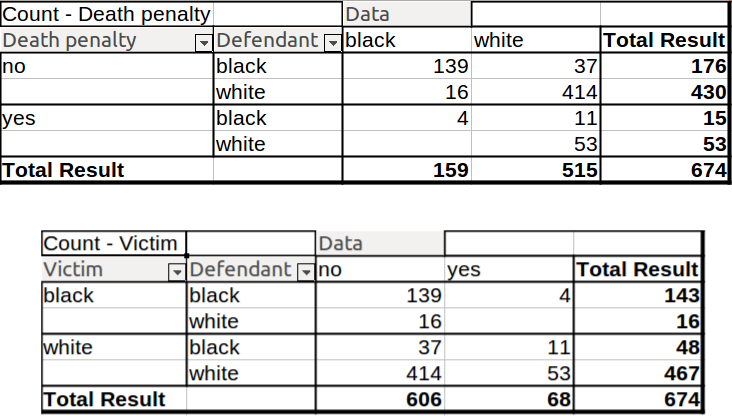 Count - Death penalty Data
Death penalty Defendant black white Total Result
no black 139 37 176
white 16 414 430
yes black 4 11 15
white 53 53
Total Result 159 515 674
Count - Victim Data
Victim Defendant no yes Total Result
black black 139 4 143
white 16 16
white black 37 11 48
white 414 53 467
Total Result 606 68 674